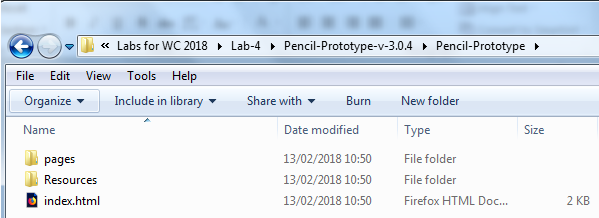 « Labs for WC 2018 ▸ Lab-4 ▸ Pencil-Prototype-v-3.0.4 ▸ Pencil-Prototype ▸
File Edit View Tools Help
Organize ▾ Include in library ▾ Share with ▾ Burn New folder
Name Date modified Type Size
pages 13/02/2018 10:50 File folder
Resources 13/02/2018 10:50 File folder
index.html 13/02/2018 10:50 Firefox HTML Doc... 2 KB